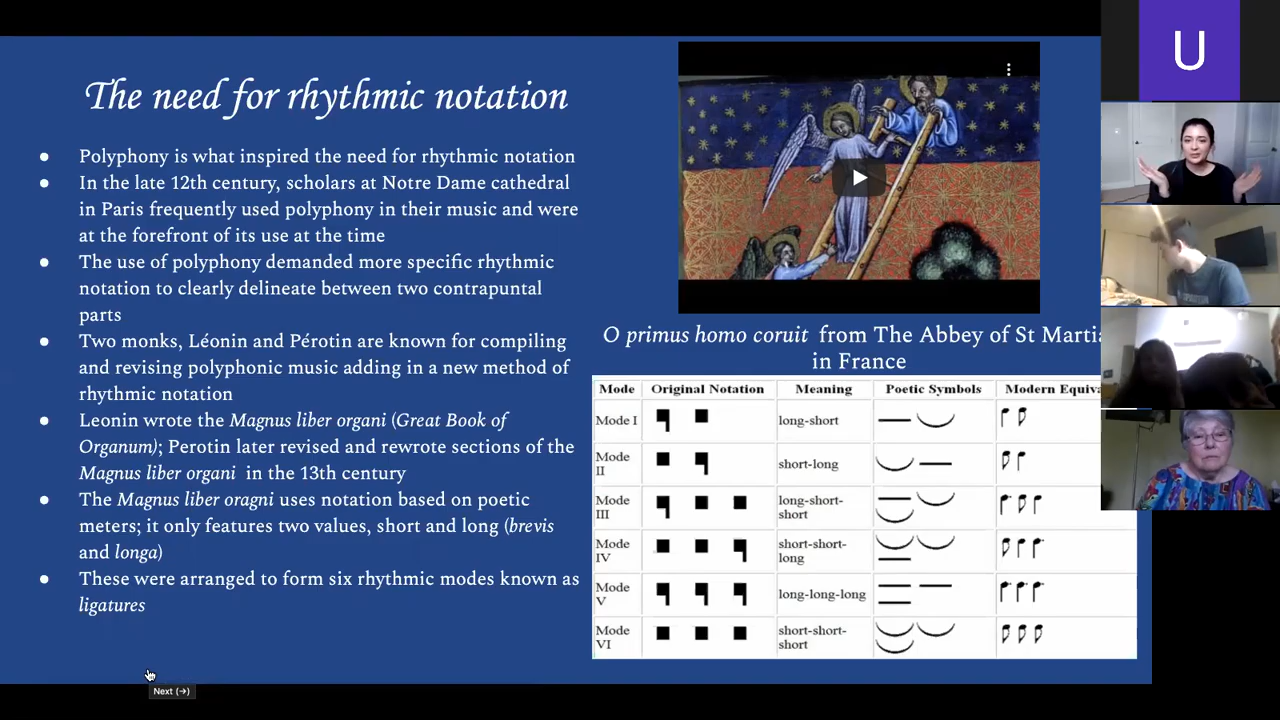 The need for rhythmic notation
● Polyphony is what inspired the need for rhythmic notation
● In the late 12th century, scholars at Notre Dame cathedral
in Paris frequently used polyphony in their music and were
at the forefront of its use at the time
● The use of polyphony demanded more specific rhythmic
notation to clearly delineate between two contrapuntal
parts
● Two monks, Léonin and Pérotin are known for compiling
and revising polyphonic music adding in a new method of
rhythmic notation
● Leonin wrote the Magnus liber organi (Great Book of
Organum); Perotin later revised and rewrote sections of the
Magnus liber organi in the 13th century
● The Magnus liber oragni uses notation based on poetic
meters; it only features two values, short and long (brevis
and longa)
● These were arranged to form six rhythmic modes known as
ligatures
Next (→)
O primus homo coruit from The Abbey of St Martia
in France
Mode Original Notation Meaning Poetic Symbols Modern Equiva
Mode I long-short
Mode
II
short-long
Mode
III
long-short-
short
Mode
IV
short-short-
long
Mode
V
long-long-long
Mode
VI
short-short-
short
U